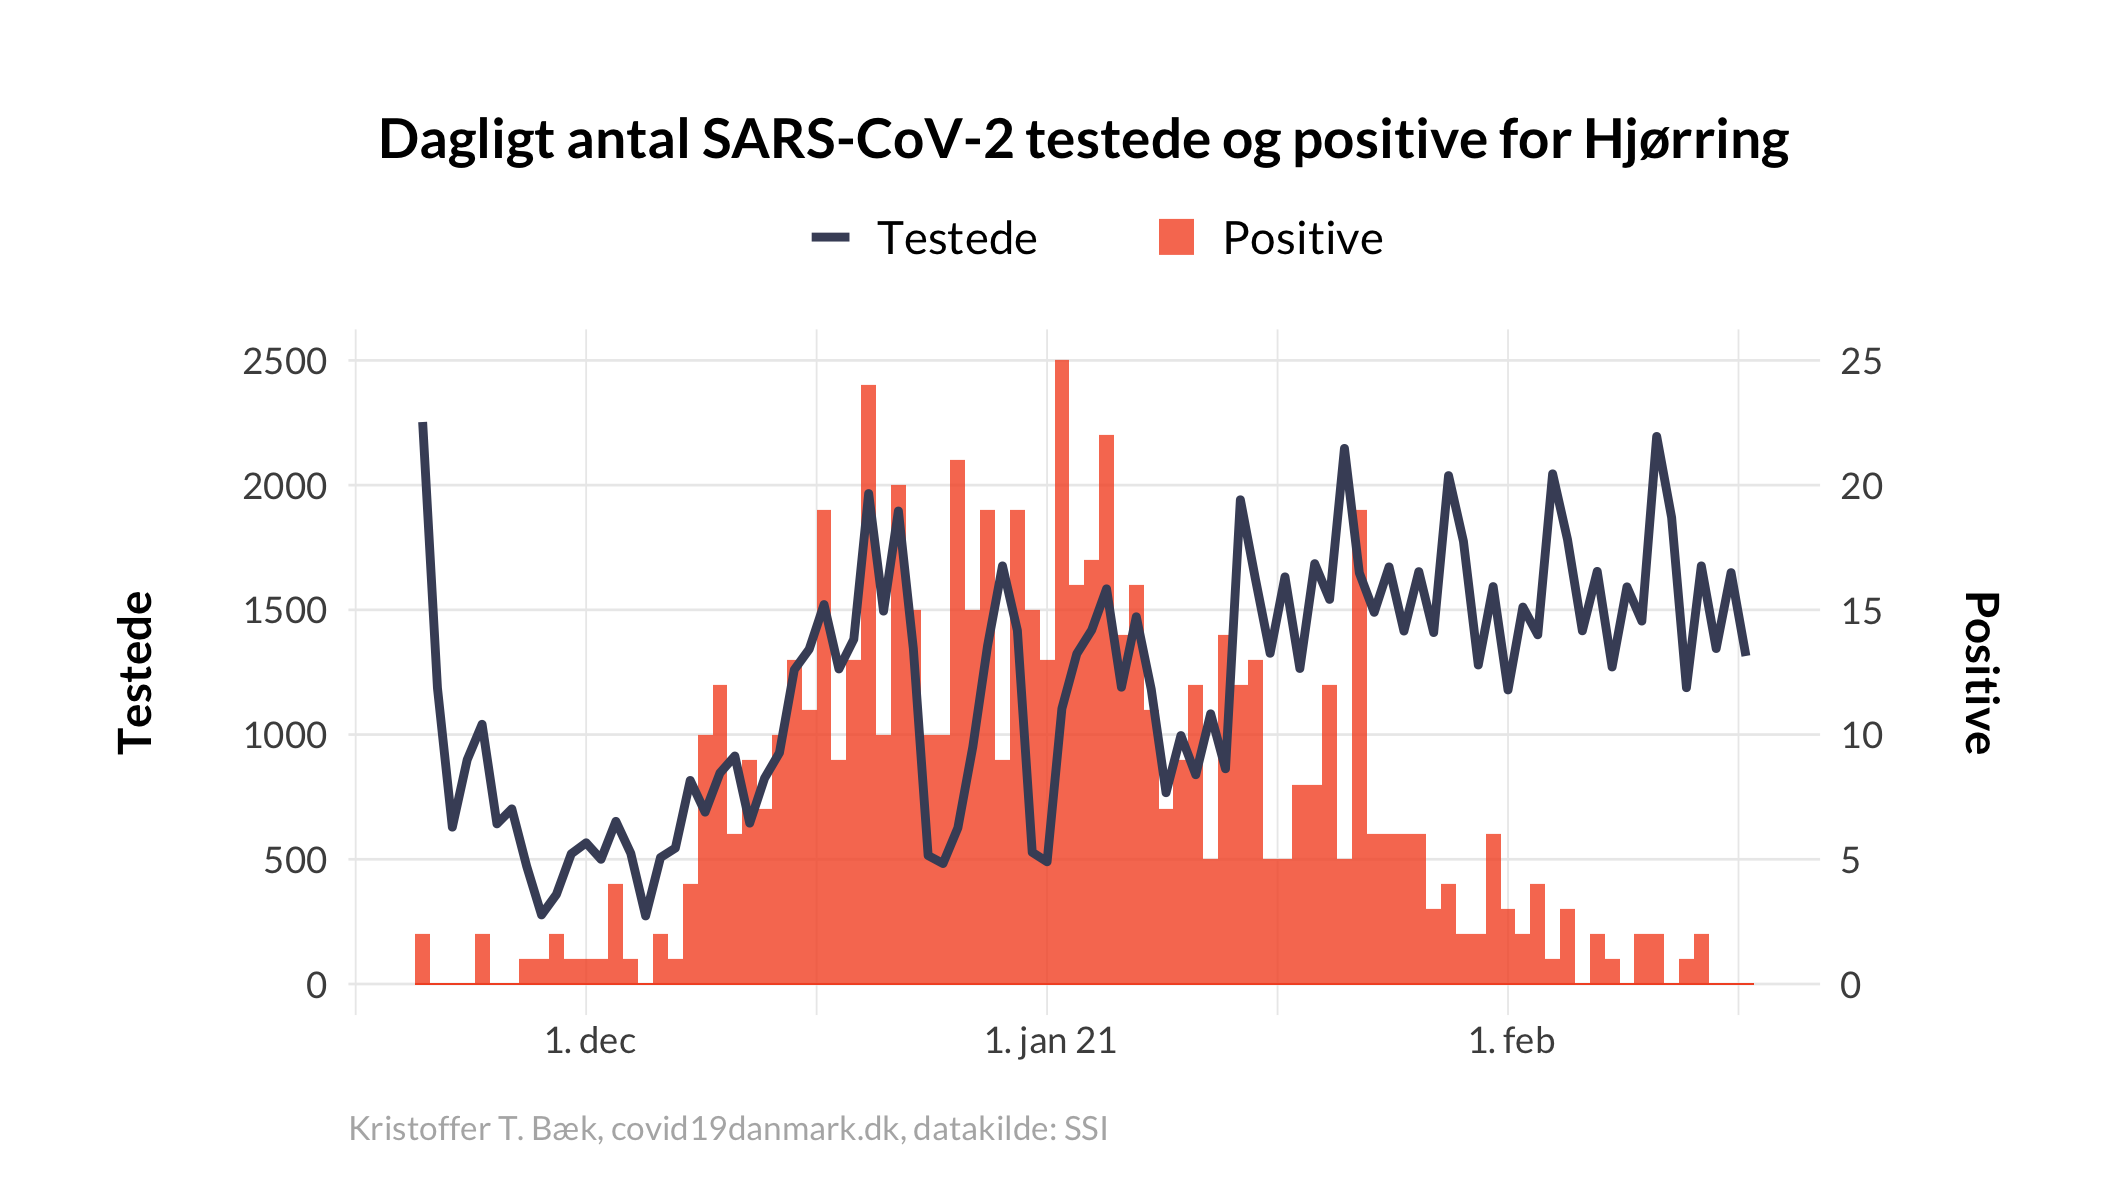 Dagligt antal SARS-CoV-2 testede og positive for Hjørring
Testede
Positive
2500
2000
1500
1000
500
0
Testede
25
20
15
10
5
0
Positive
1. dec
1. jan 21
1. feb
Kristoffer T. Bæk, covid19danmark.dk, datakilde: SSI